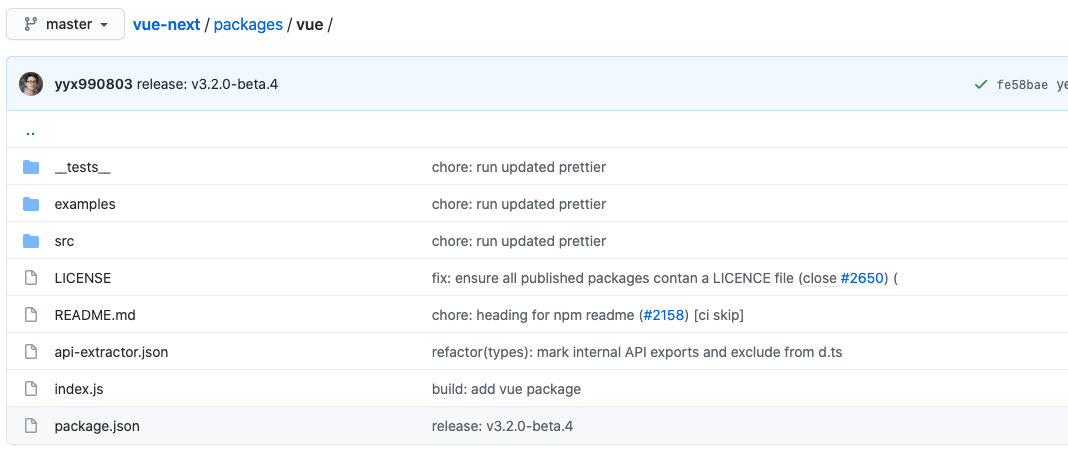 master vue-next / packages / vue /
yyx990803 release: v3.2.0-beta.4 fe58bae ye
..
__tests__ chore: run updated prettier
examples chore: run updated prettier
src chore: run updated prettier
LICENSE fix: ensure all published packages contan a LICENCE file (close #2650) (
README.md chore: heading for npm readme (#2158) [ci skip]
api-extractor.json refactor(types): mark internal API exports and exclude from d.ts
index.js build: add vue package
package.json release: v3.2.0-beta.4